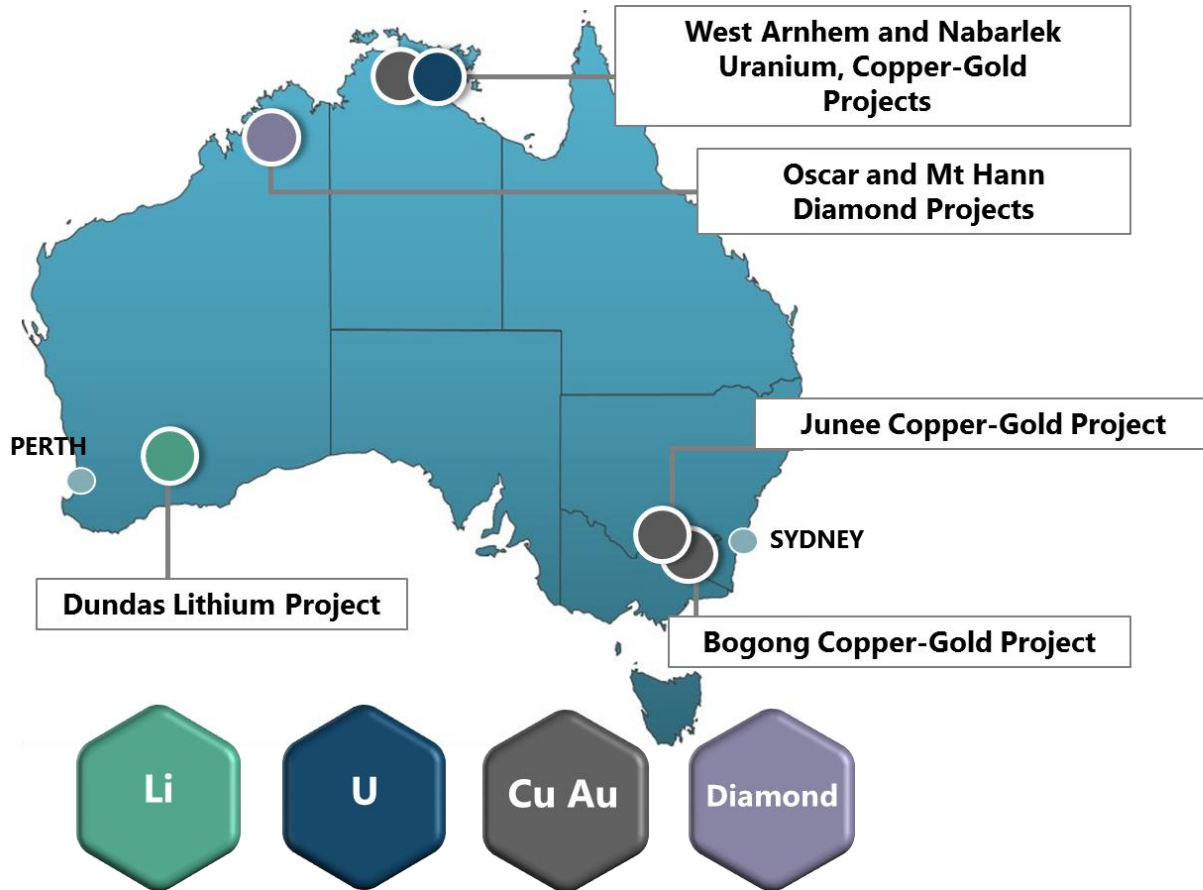 West Arnhem and Nabarlek
Uranium, Copper-Gold
Projects
Oscar and Mt Hann
Diamond Projects
Junee Copper-Gold Project
PERTH
SYDNEY
Dundas Lithium Project
Bogong Copper-Gold Project
Li
U
Cu Au
Diamond